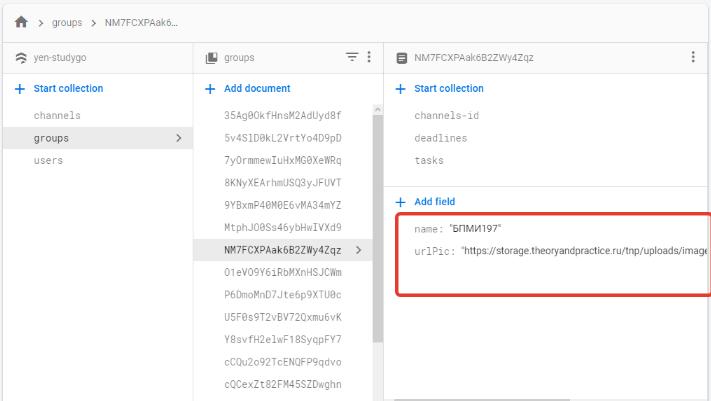 groups
NM7FCXPAak6...
yen-studygo
groups
NM7FCXPAak6B2ZWy4Zqz
Start collection
Add document
Start collection
channels
groups
users
35Ag0OkfHnsM2AdUyd8f
5v4SlD0kL2VrtYo4D9pD
7yOrmmewIuHxMG0XeWRq
8KNyXEArhmUSQ3yJFUVT
9YBxmP40M0E6vMA34mYZ
MtphJO0Ss46ybHwIVXd9
NM7FCXPAak6B2ZWy4Zqz
O1eVO9Y6iRbMXnHSJCWm
P6DmoMnD7Jte6p9XTU0c
U5F0s9T2vBV72Qxmu6vK
Y8svfH2elwF18SyqpFY7
cCQu2o92TcENQFP9qdvo
cQCexZt82FM45SZDwghn
channels-id
deadlines
tasks
Add field
name: "БПМИ197"
urlPic: "https://storage.theoryandpractice.ru/tnp/uploads/image